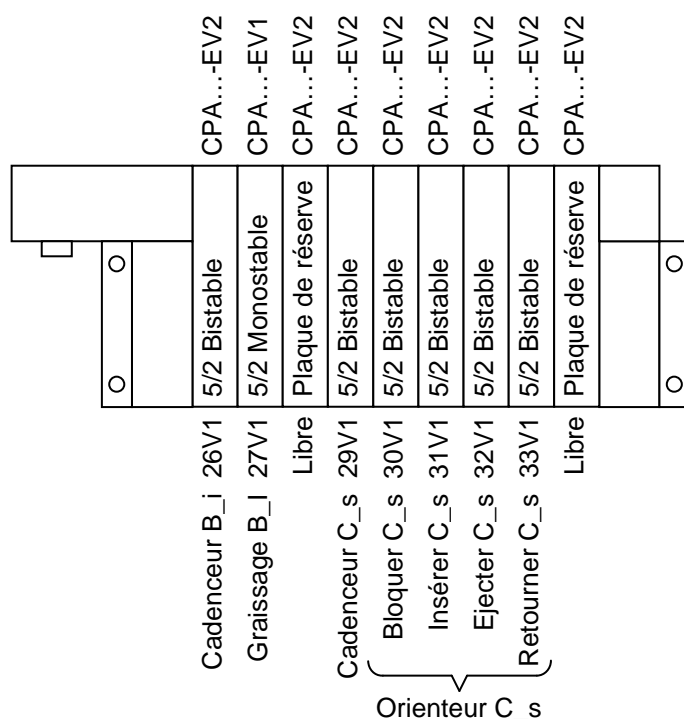 CPA...-EV2
CPA...-EV1
CPA...-EV2
CPA...-EV2
CPA...-EV2
CPA...-EV2
CPA...-EV2
CPA...-EV2
CPA...-EV2
5/2 Bistable
5/2 Monostable
Plaque de réserve
5/2 Bistable
5/2 Bistable
5/2 Bistable
5/2 Bistable
5/2 Bistable
Plaque de réserve
Cadenceur B_i 26V1
Graissage B_I 27V1
Libre
Cadenceur C_s 29V1
Bloquer C_s 30V1
Insérer C_s 31V1
Ejecter C_s 32V1
Retourner C_s 33V1
Libre
Orienteur C s